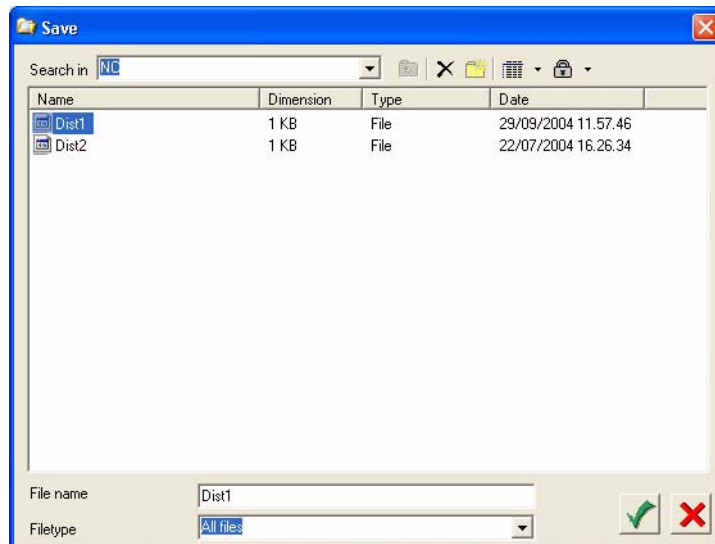 Save
Search in NC
Name Dimension Type Date
Dist1 1 KB File 29/09/2004 11.57.46
Dist2 1 KB File 22/07/2004 16.26.34
File name Dist1
Filetype All files